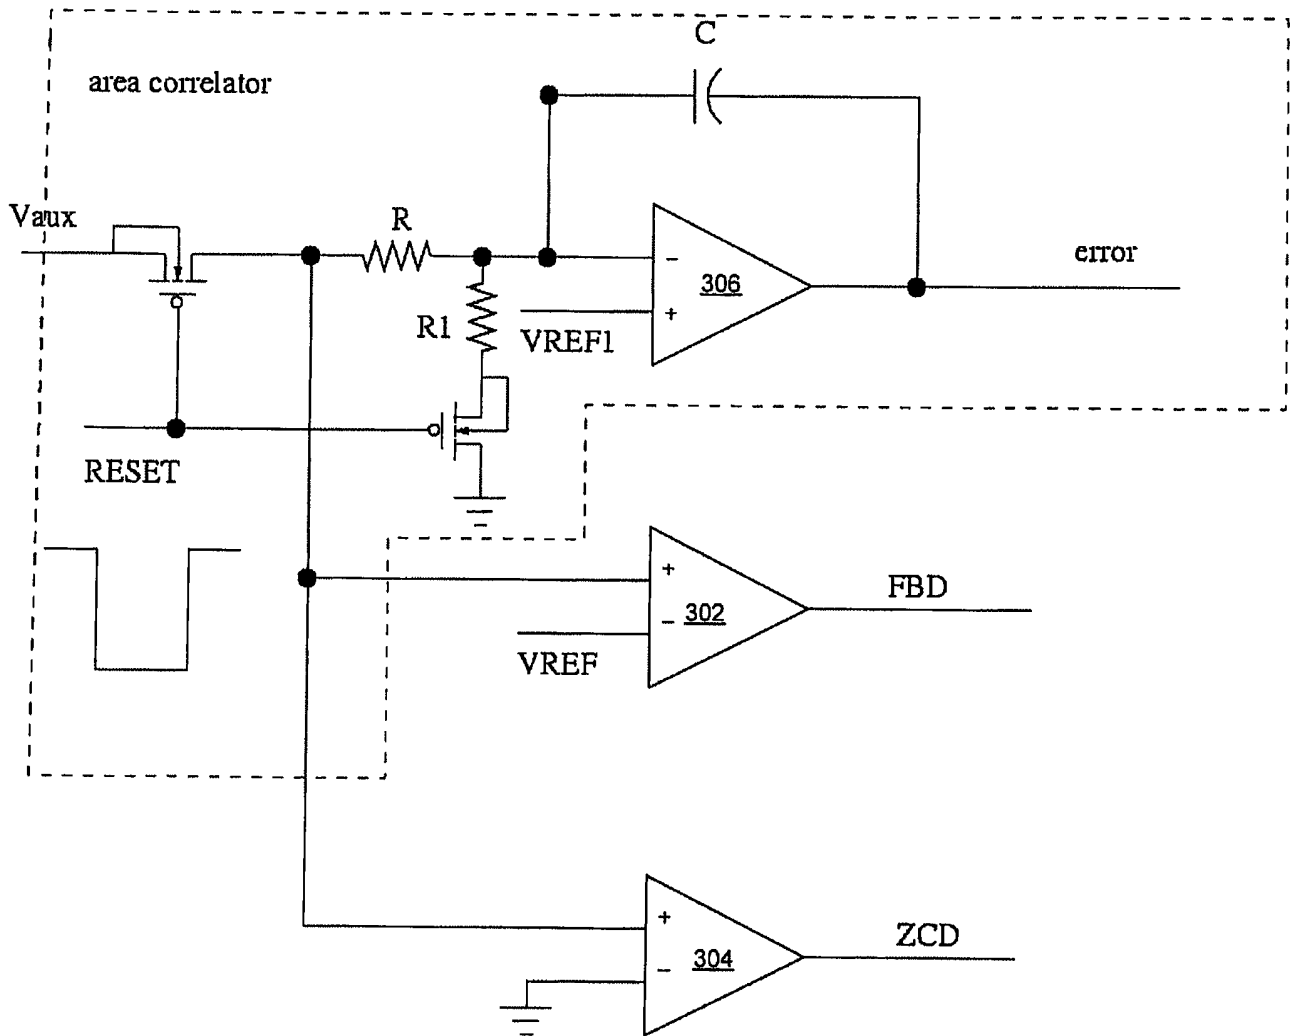 C
area correlator
Vaux
R
−
306
error
+
R1
VREF1
RESET
+
FBD
− 302
VREF
+
ZCD
− 304